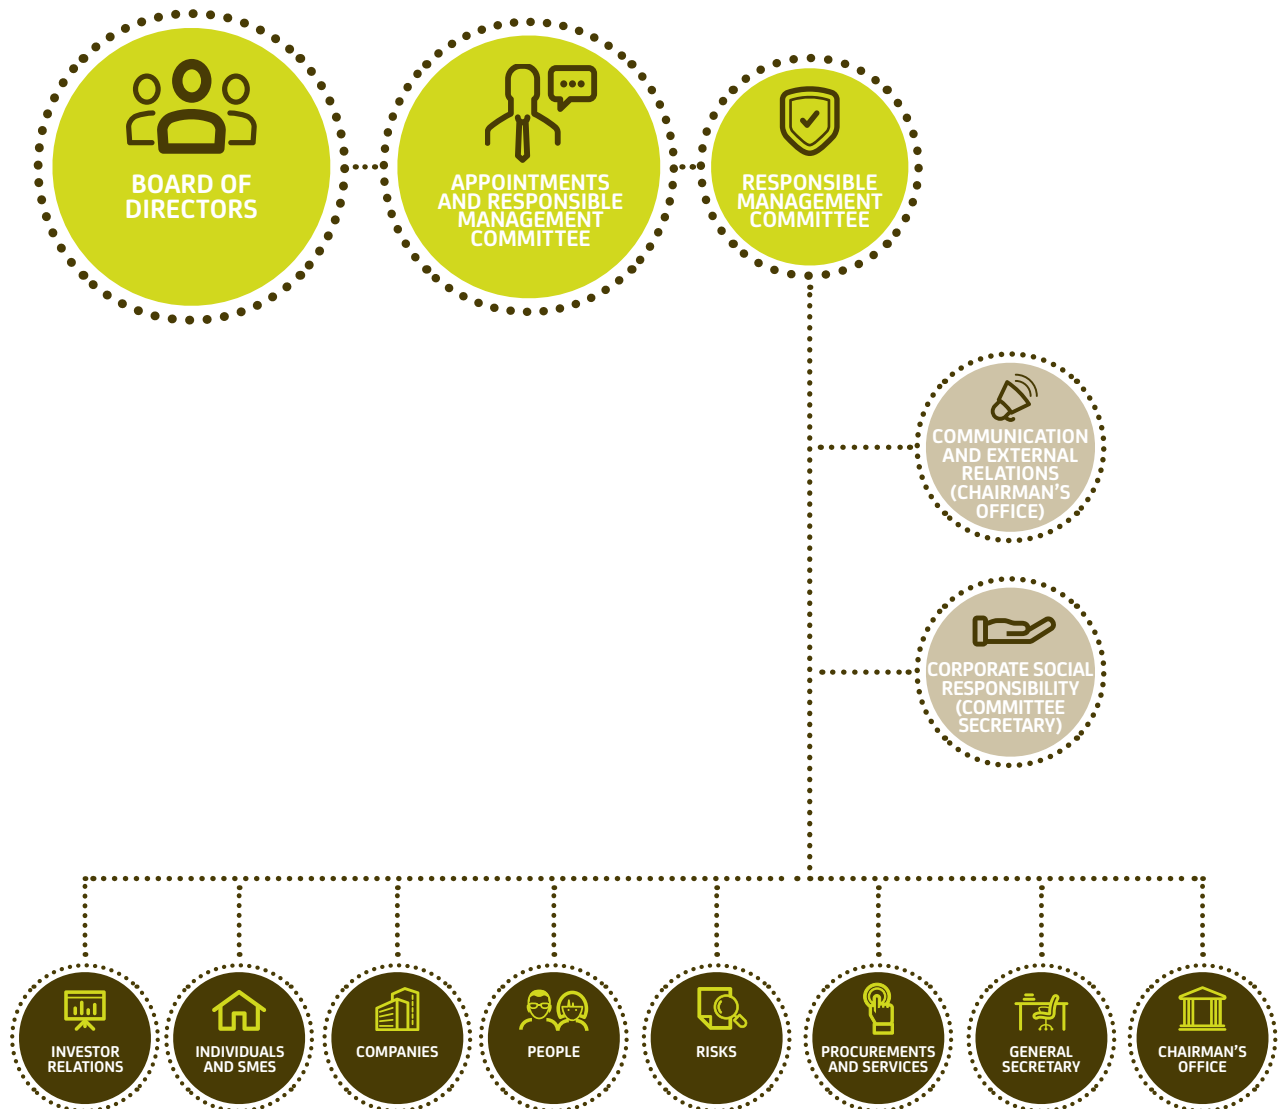 BOARD OF
DIRECTORS
APPOINTMENTS
AND RESPONSIBLE
MANAGEMENT
COMMITTEE
RESPONSIBLE
MANAGEMENT
COMMITTEE
COMMUNICATION
AND EXTERNAL
RELATIONS
(CHAIRMAN'S
OFFICE)
CORPORATE SOCIAL
RESPONSIBILITY
(COMMITTEE
SECRETARY)
INVESTOR
RELATIONS
INDIVIDUALS
AND SMES
COMPANIES
PEOPLE
RISKS
PROCUREMENTS
AND SERVICES
GENERAL
SECRETARY
CHAIRMAN'S
OFFICE